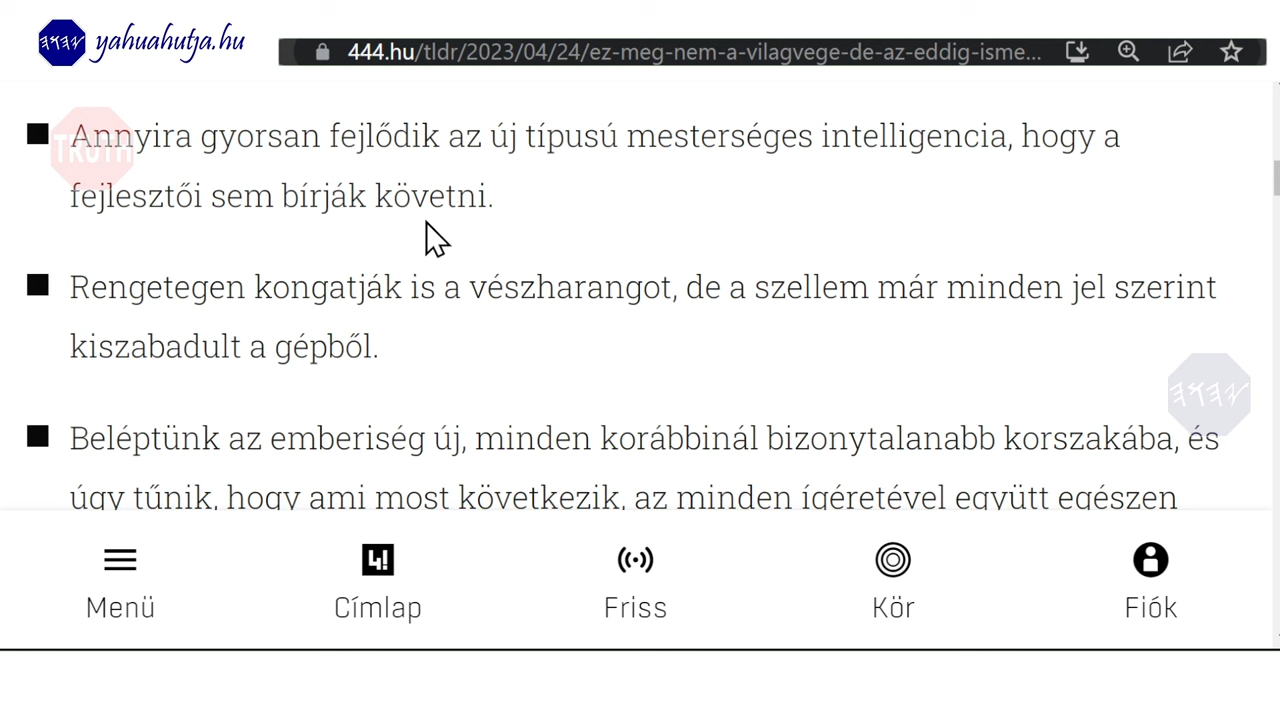 yahuahutja.hu
444.hu/tldr/2023/04/24/ez-meg-nem-a-vilagvege-de-az-eddig-isme...
Annyira gyorsan fejlődik az új típusú mesterséges intelligencia, hogy a
TRUTH
fejlesztői sem bírják követni.
Rengetegen kongatják is a vészharangot, de a szellem már minden jel szerint
kiszabadult a gépből.
Beléptünk az emberiség új, minden korábbinál bizonytalanabb korszakába, és
úgy tűnik, hogy ami most következik, az minden ígéretével együtt egészen
Menü
Címlap
Friss
Kör
Fiók